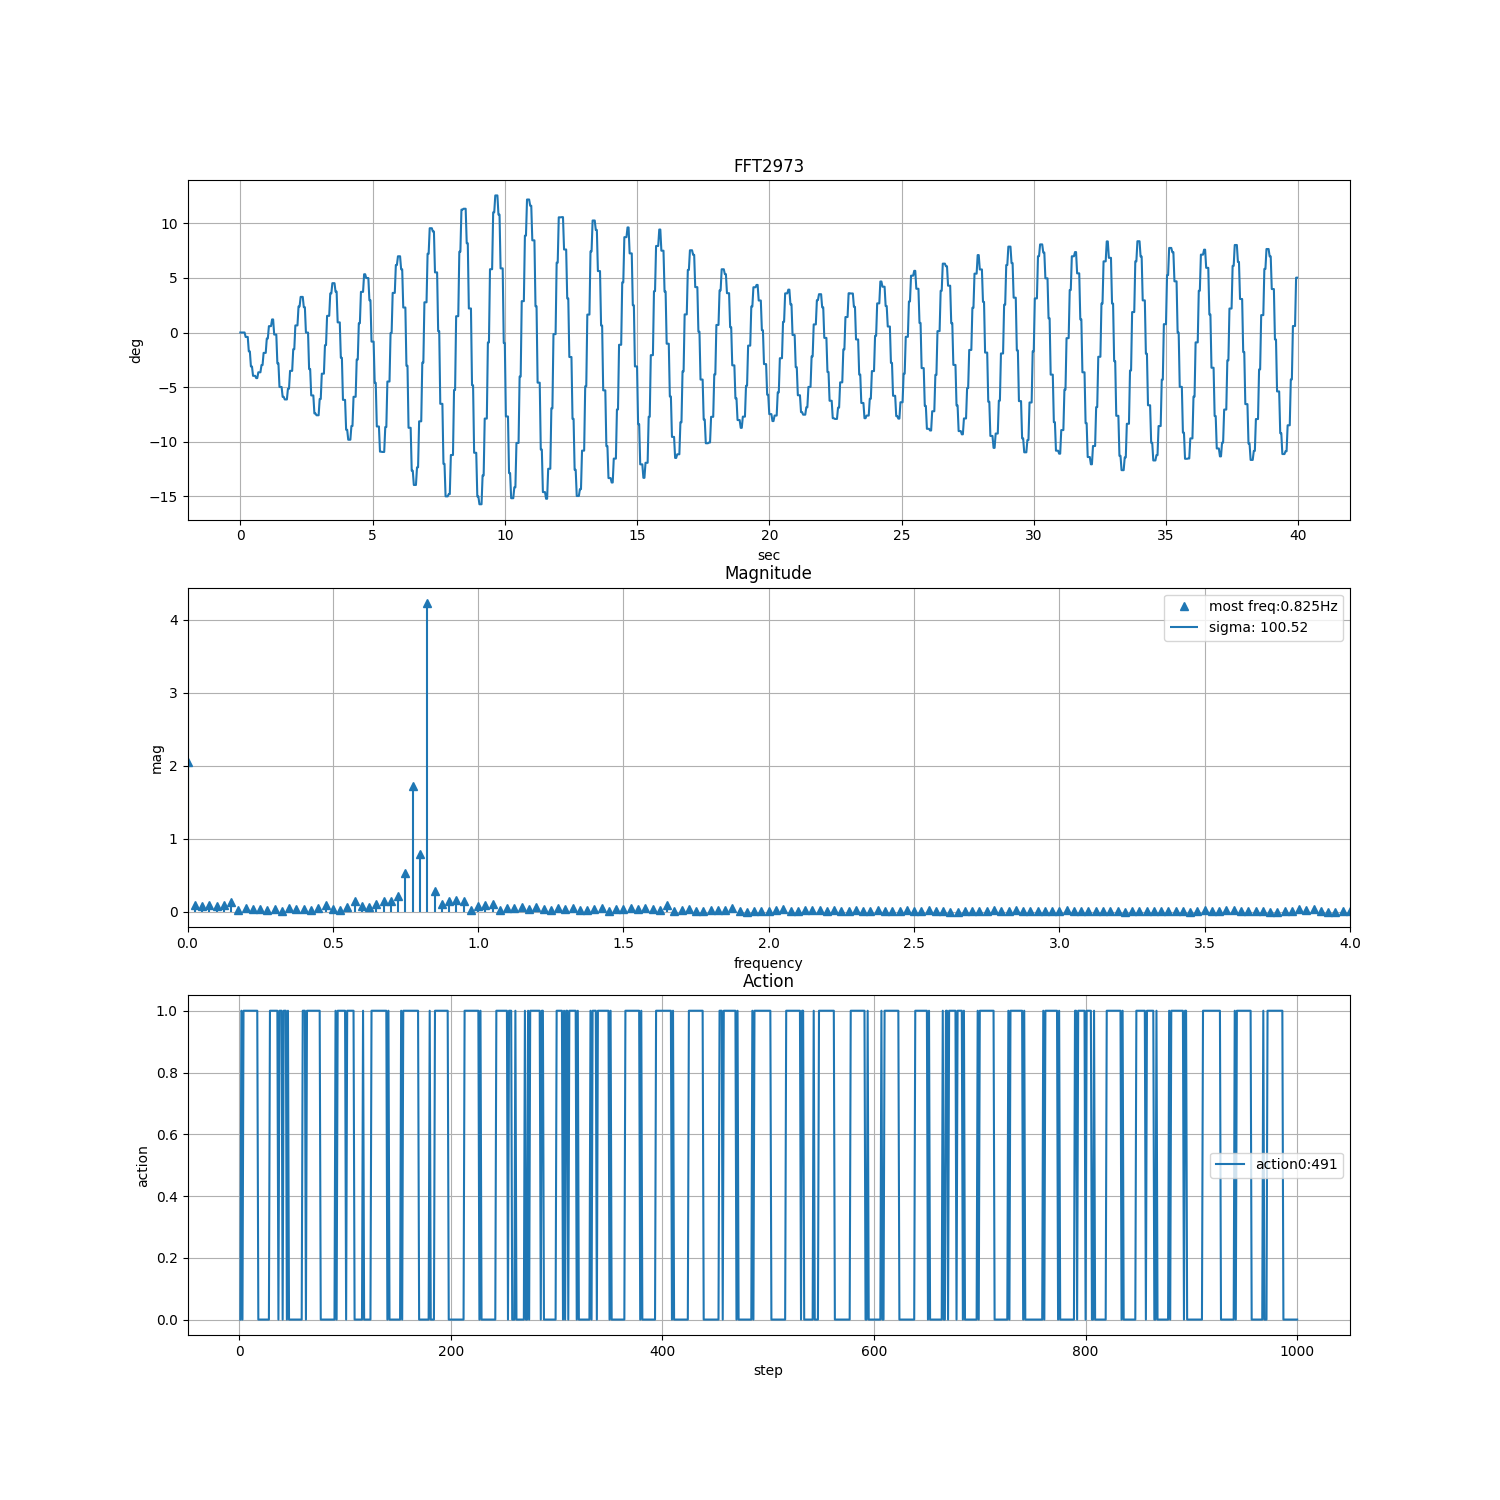 FFT2973
10
5
0
−5
−10
−15
deg
0 5 10 15 20 25 30 35 40
sec
Magnitude
4
3
2
1
0
mag
most freq:0.825Hz
sigma: 100.52
0.0 0.5 1.0 1.5 2.0 2.5 3.0 3.5 4.0
frequency
Action
1.0
0.8
0.6
0.4
0.2
0.0
action
action0:491
0 200 400 600 800 1000
step